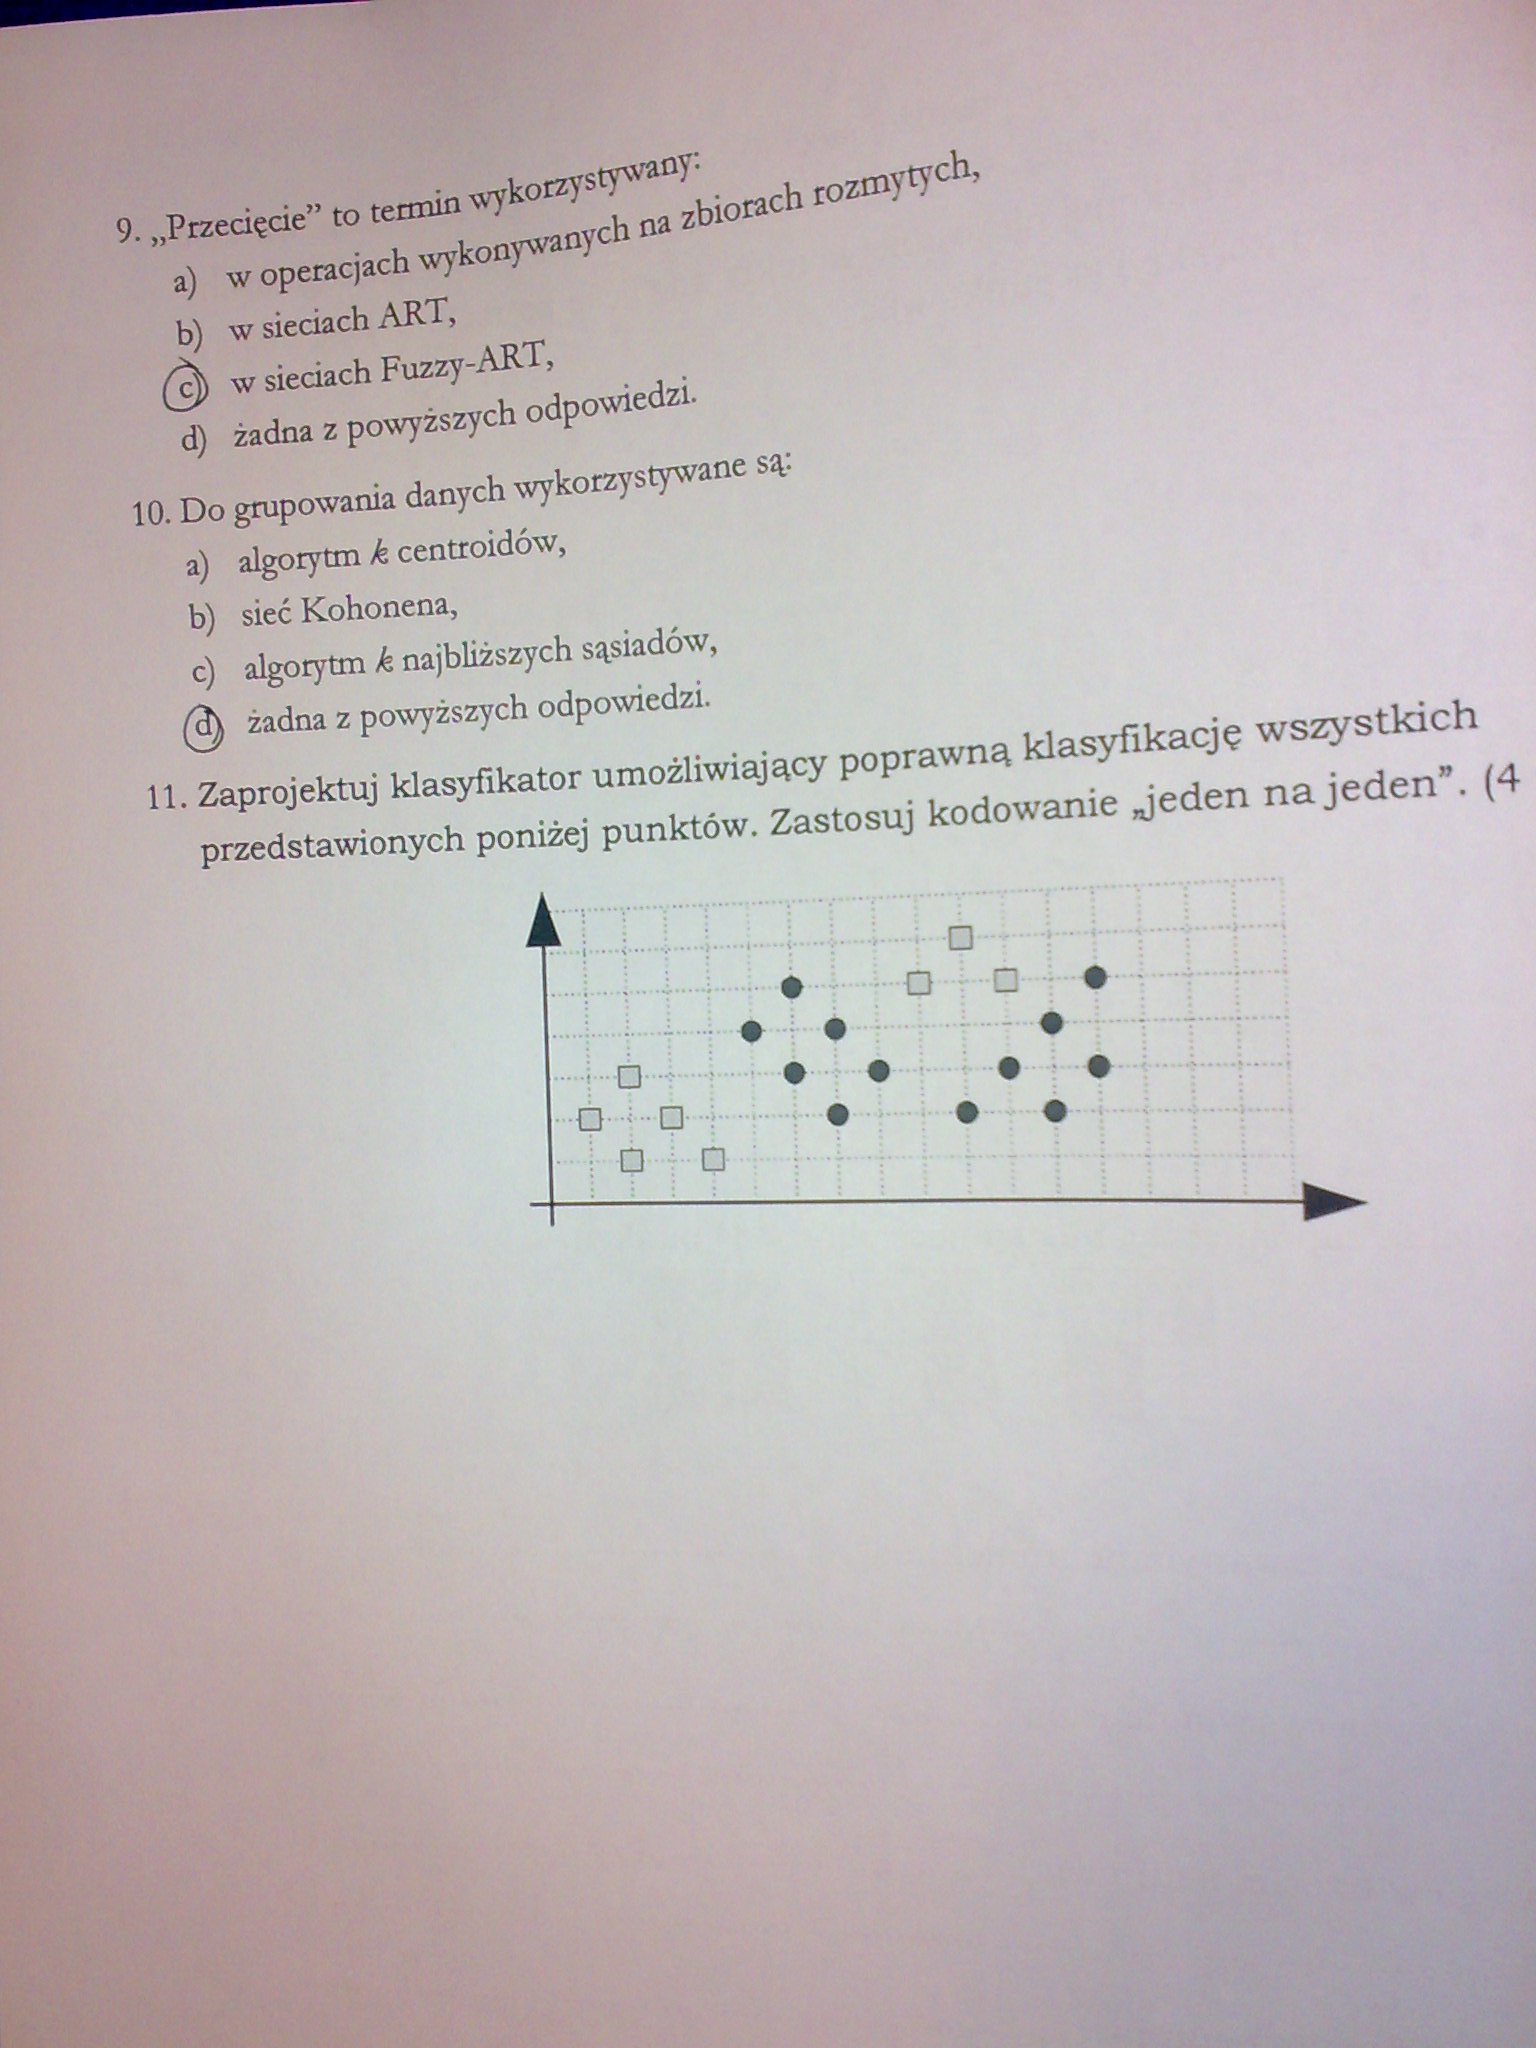 9. „Przecięcie” to termin wykorzystywany:
a) w operacjach wykonywanych na zbiorach rozmytych,
b) w sieciach ART,
c) w sieciach Fuzzy-ART,
d) żadna z powyższych odpowiedzi.
10. Do grupowania danych wykorzystywane są:
a) algorytm k centroidów,
b) sieć Kohonena,
c) algorytm k najbliższych sąsiadów,
d) żadna z powyższych odpowiedzi.
11. Zaprojektuj klasyfikator umożliwiający poprawną klasyfikację wszystkich
przedstawionych poniżej punktów. Zastosuj kodowanie „jeden na jeden”. (4